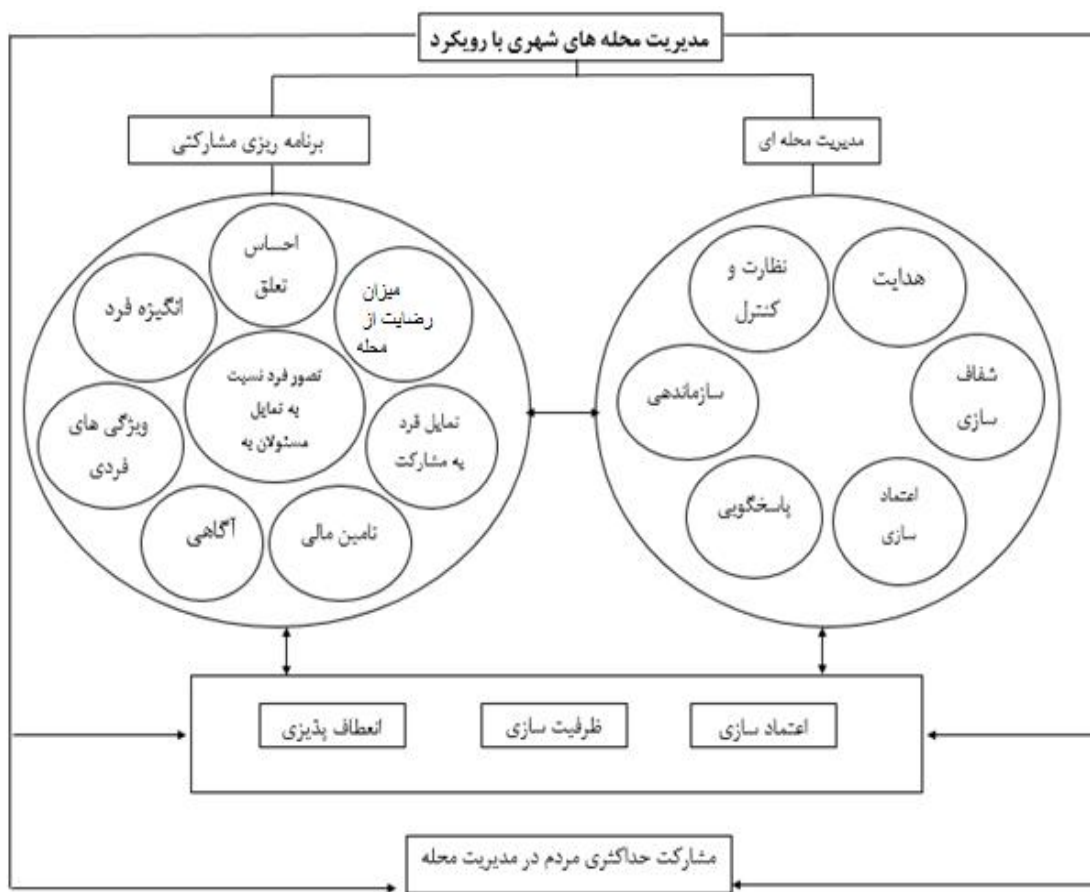 مدیریت محله های شهری با رویکرد
مدیریت محله ای
برنامه ریزی مشارکتی
هدایت
نظارت و
کنترل
شفاف
سازی
سازماندهی
اعتماد
سازی
پاسخگویی
احساس
تعلق
میزان
رضایت از
محله
انگیزه فرد
تصور فرد نسبت
به تمایل
مسئولان به
تمایل فرد
به مشارکت
ویژگی های
فردی
تامین مالی
آگاهی
اعتماد سازی
ظرفیت سازی
انعطاف پذیزی
مشارکت حداکثری مردم در مدیریت محله